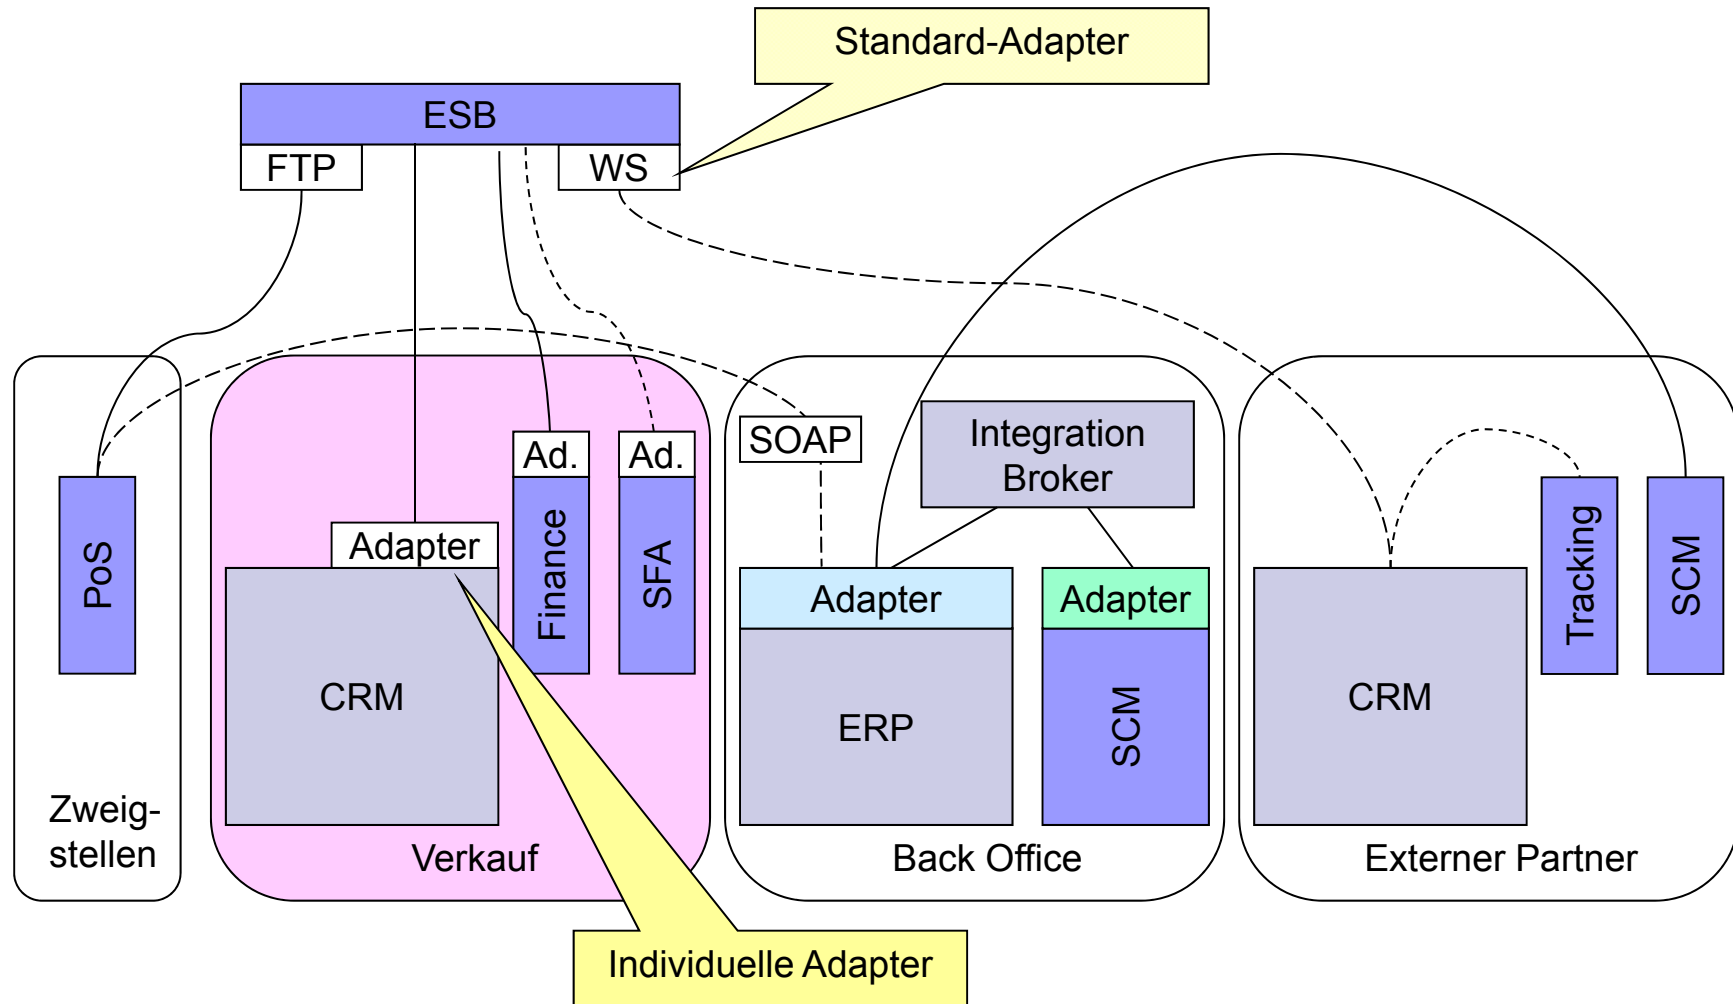 Standard-Adapter
ESB
FTP
WS
SOAP
Integration
Broker
Ad.
Ad.
PoS
Adapter
Finance
SFA
Adapter
Adapter
Tracking
SCM
CRM
ERP
SCM
CRM
Zweig-
stellen
Verkauf
Back Office
Externer Partner
Individuelle Adapter